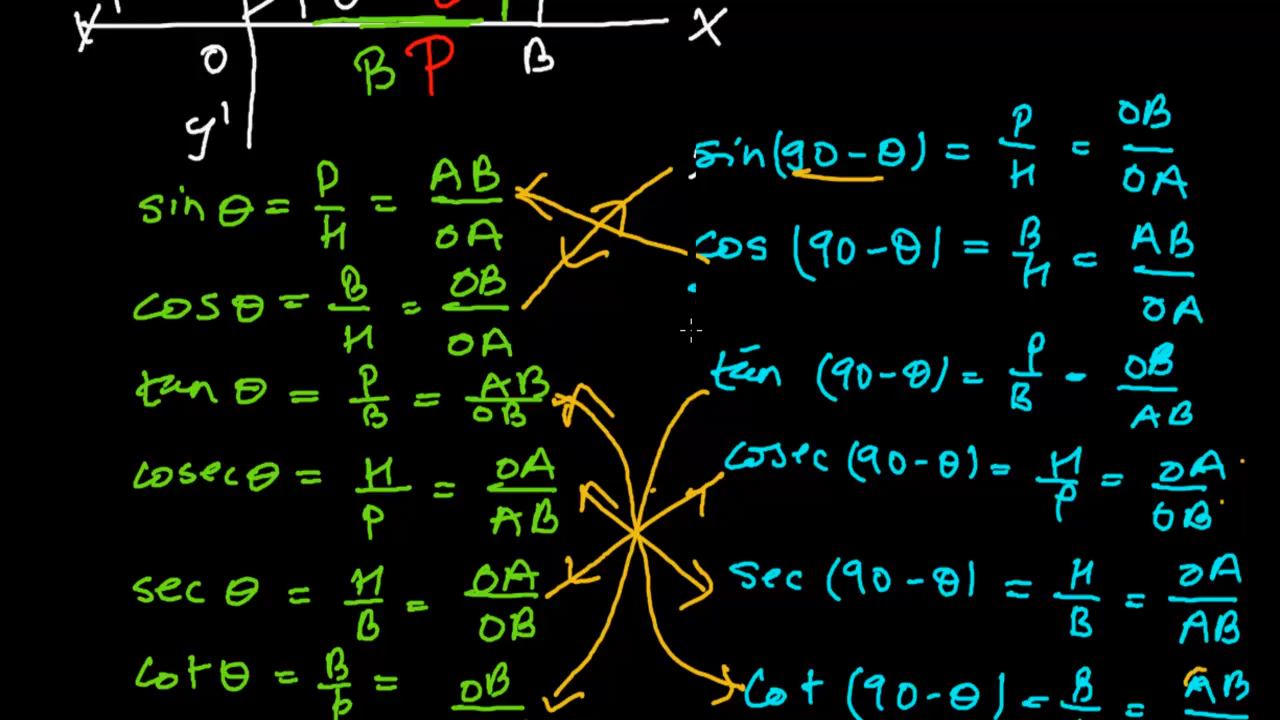 X' O B P B X
y'
sin θ = P/H = AB/OA
cos θ = B/H = OB/OA
tan θ = P/B = AB/OB
cosec θ = H/P = OA/AB
sec θ = H/B = OA/OB
cot θ = B/P = OB
sin(90-θ) = P/H = OB/OA
cos (90-θ) = B/H = AB/OA
tan (90-θ) = P/B - OB/AB
cosec (90-θ) = H/P = OA/OB
sec (90-θ) = H/B = OA/AB
cot (90-θ) = B = AB